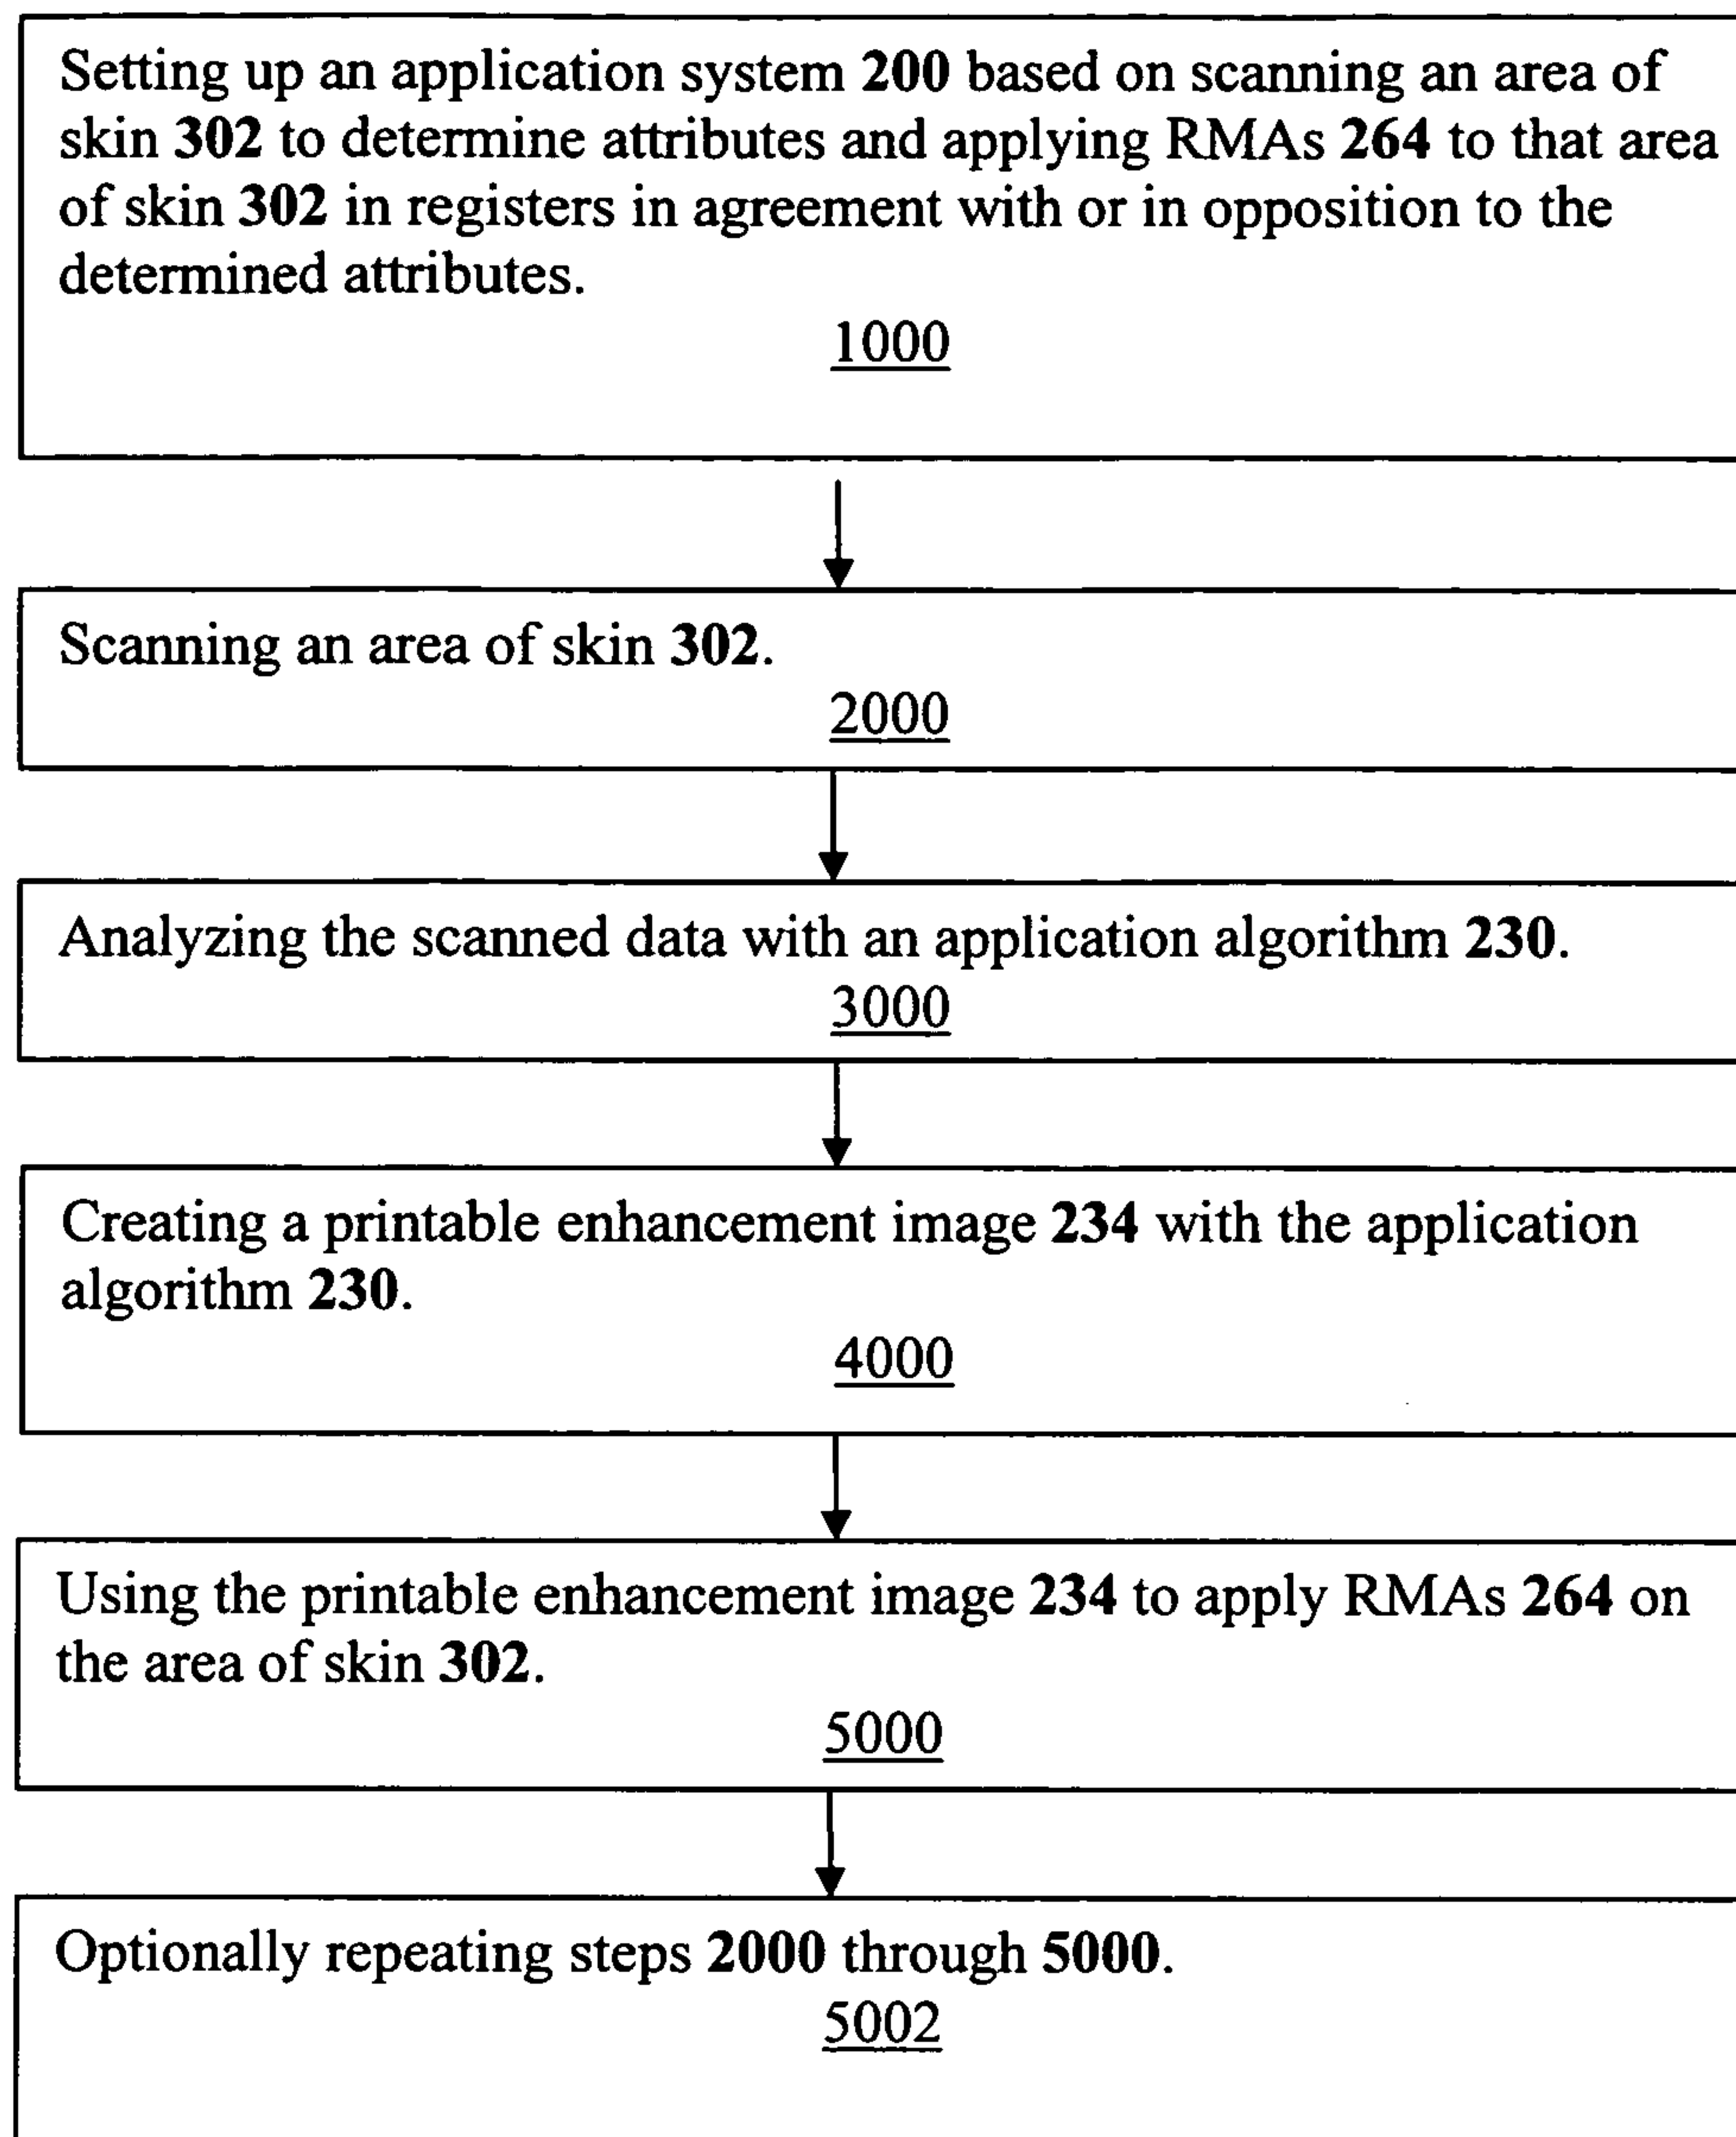 Setting up an application system 200 based on scanning an area of
skin 302 to determine attributes and applying RMAs 264 to that area
of skin 302 in registers in agreement with or in opposition to the
determined attributes.
1000
Scanning an area of skin 302.
2000
Analyzing the scanned data with an application algorithm 230.
3000
Creating a printable enhancement image 234 with the application
algorithm 230.
4000
Using the printable enhancement image 234 to apply RMAs 264 on
the area of skin 302.
5000
Optionally repeating steps 2000 through 5000.
5002